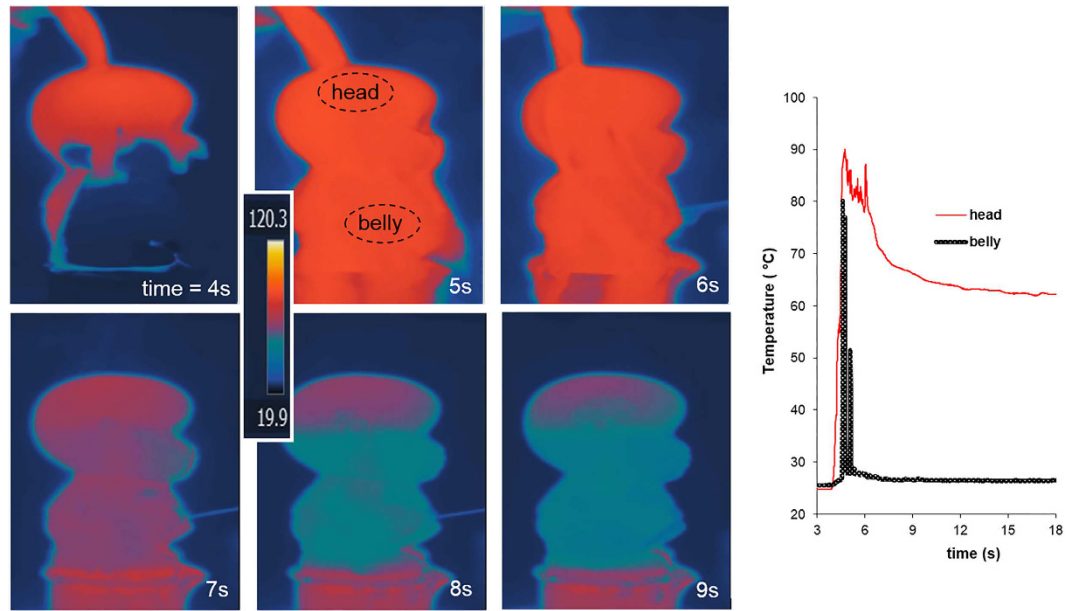 head
belly
time = 4s
5s
6s
120.3
19.9
7s
8s
9s
100
90
80
70
60
50
40
30
20
Temperature ( °C)
head
belly
3
6
9
12
15
18
time (s)